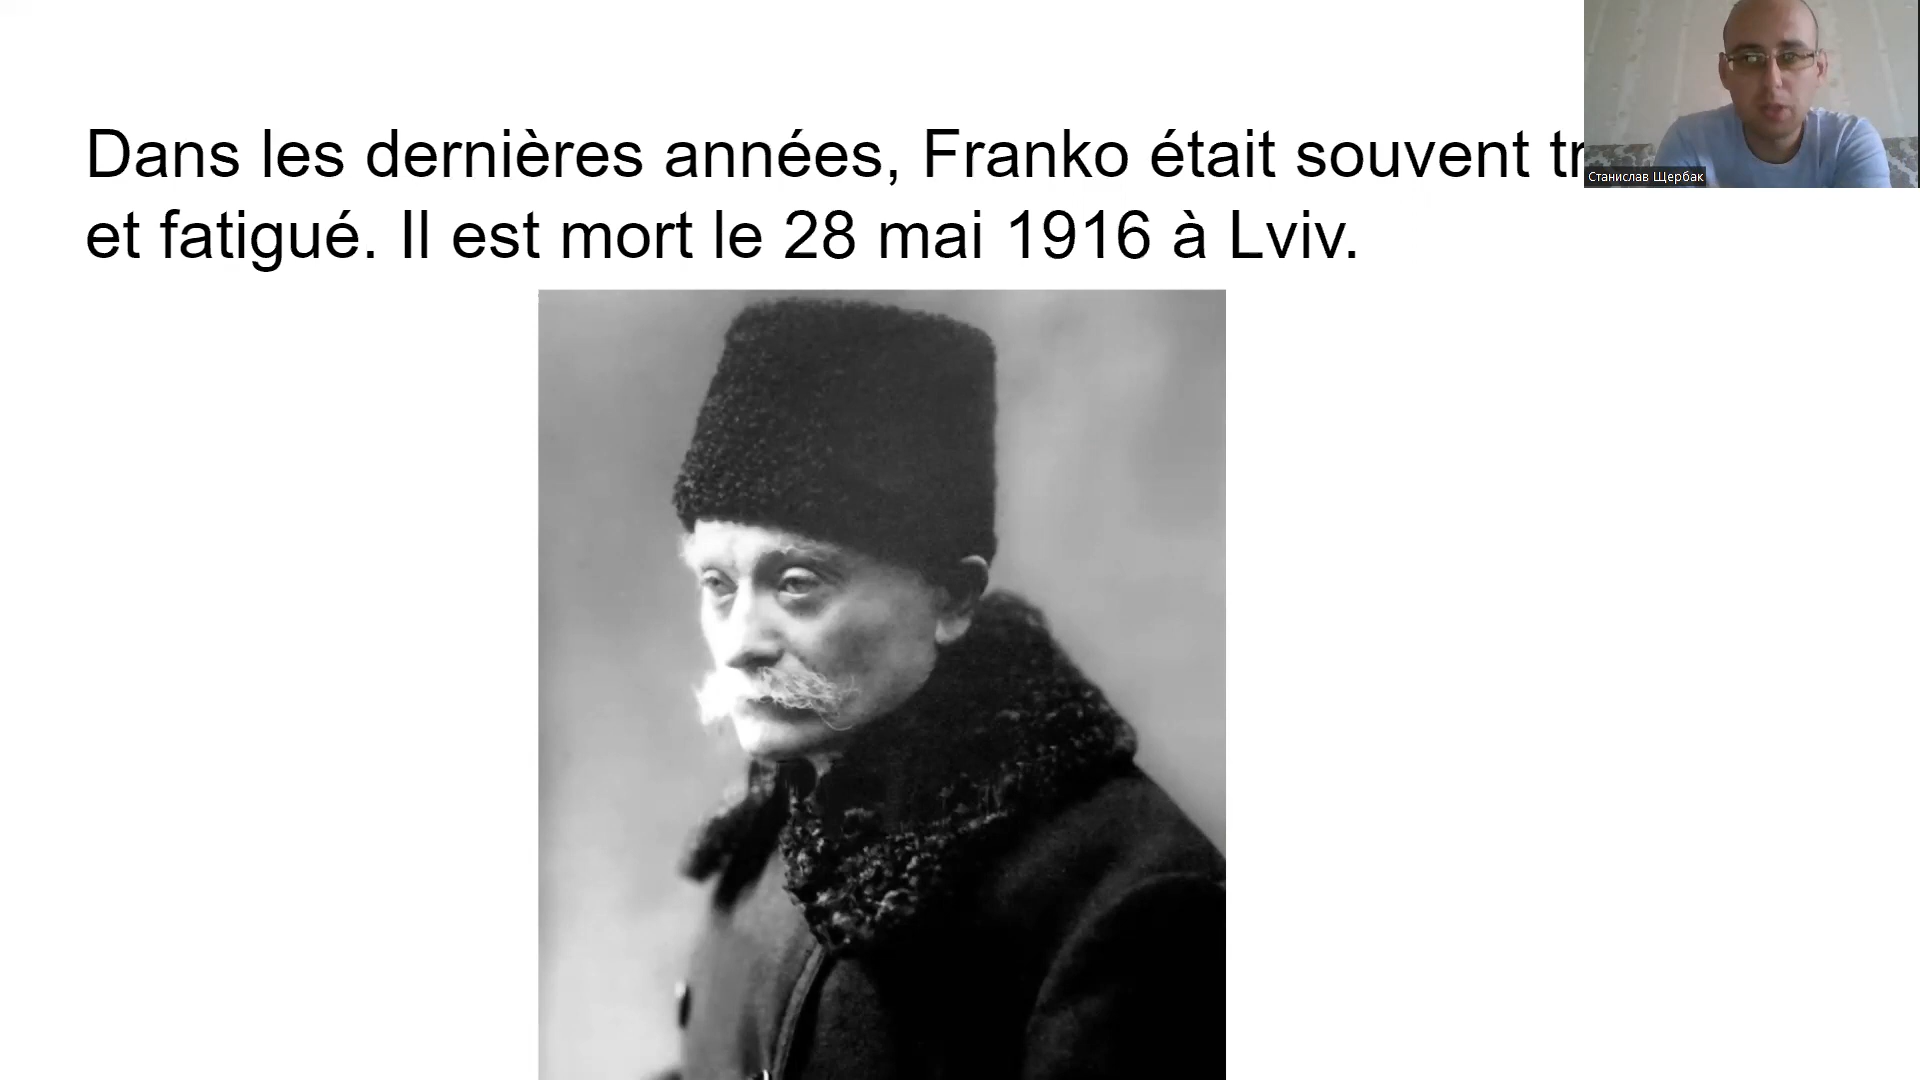 Dans les dernières années, Franko était souvent
et fatigué. Il est mort le 28 mai 1916 à Lviv.
Станислав Щербак